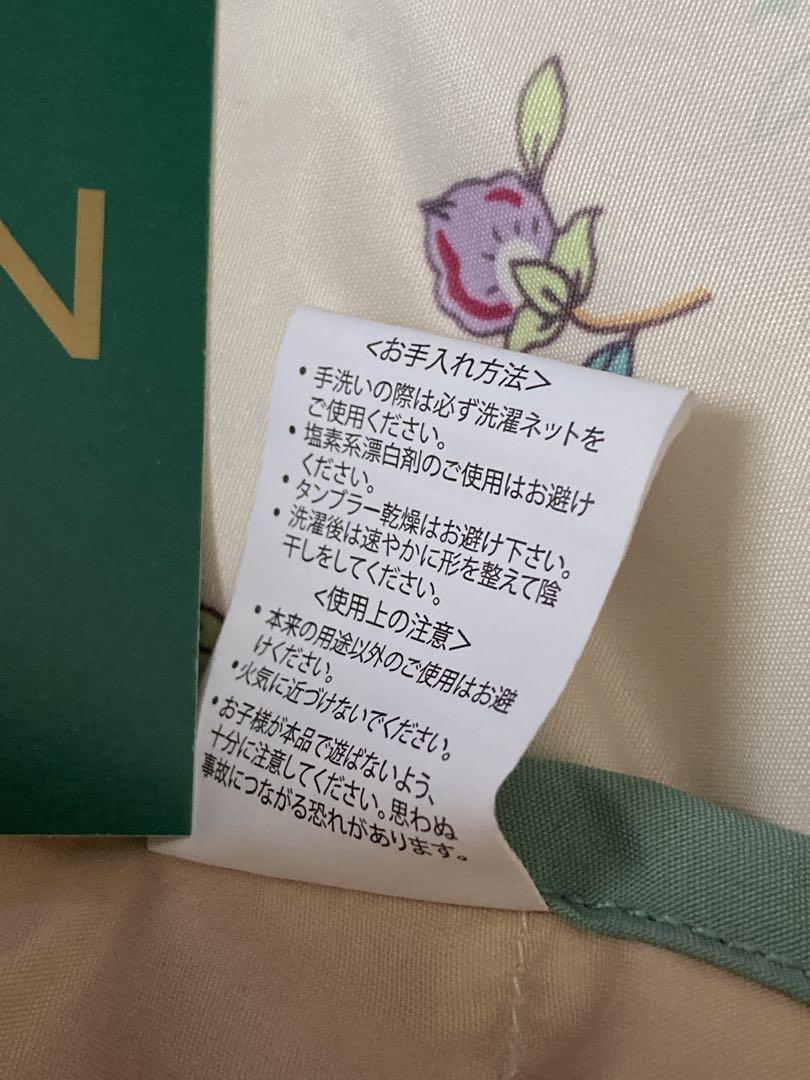 N
<お手入れ方法>
・手洗いの際は必ず洗濯ネットを
ご使用ください。
・塩素系漂白剤のご使用はお避け
ください。
・タンブラー乾燥はお避け下さい。
・洗濯後は速やかに形を整えて陰
干しをしてください。
<使用上の注意>
・本来の用途以外のご使用はお避
けください。
・火気に近づけないでください。
・お子様が本品で遊ばないよう、
十分に注意してください。思わぬ
事故につながる恐れがあります。